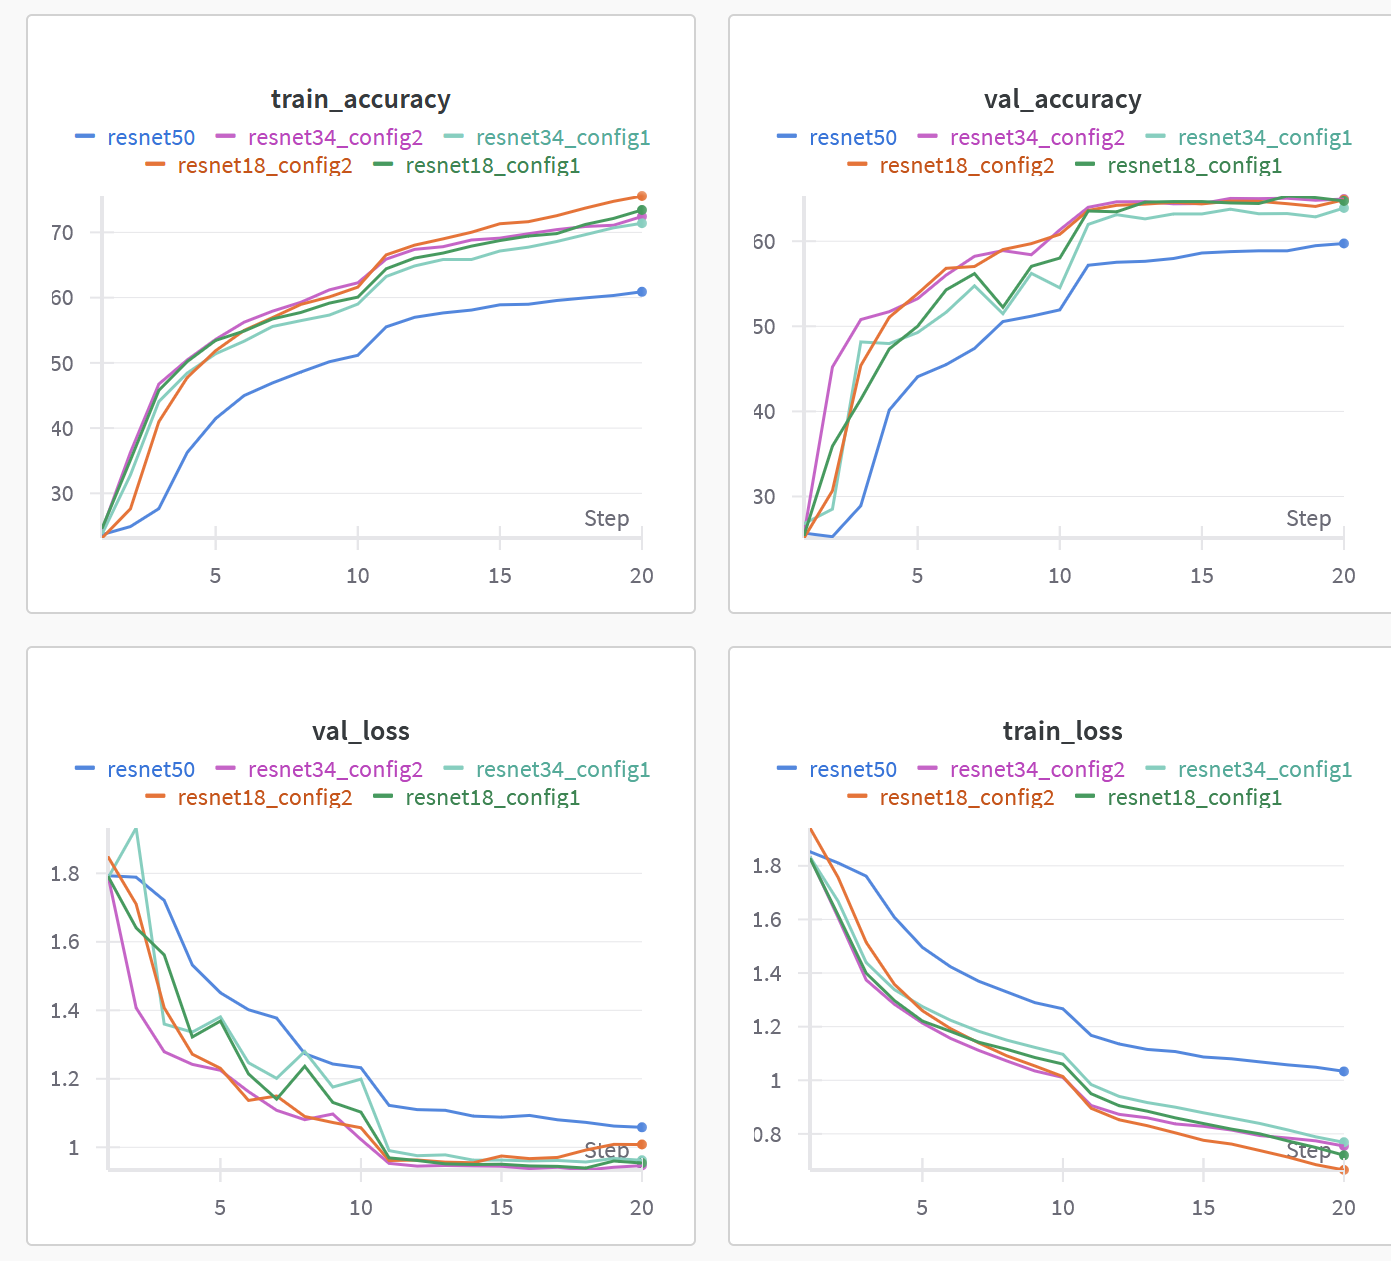 train_accuracy
resnet50 resnet34_config2 resnet34_config1
resnet18_config2 resnet18_config1
70
60
50
40
30
Step
5 10 15 20
val_accuracy
resnet50 resnet34_config2 resnet34_config1
resnet18_config2 resnet18_config1
60
50
40
30
Step
5 10 15 20
val_loss
resnet50 resnet34_config2 resnet34_config1
resnet18_config2 resnet18_config1
1.8
1.6
1.4
1.2
1
Step
5 10 15 20
train_loss
resnet50 resnet34_config2 resnet34_config1
resnet18_config2 resnet18_config1
1.8
1.6
1.4
1.2
1
0.8
Step
5 10 15 20